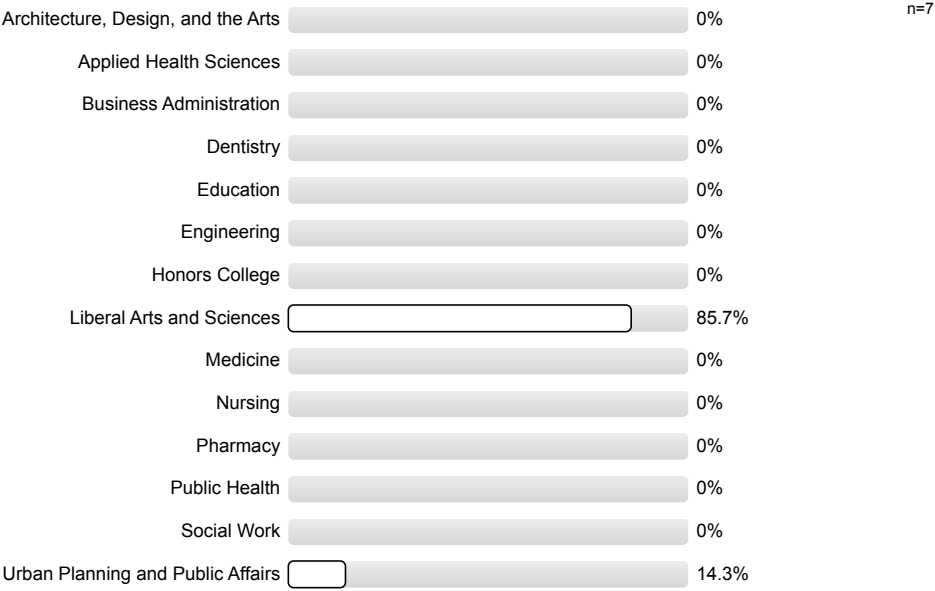 Architecture, Design, and the Arts 0% n=7
Applied Health Sciences 0%
Business Administration 0%
Dentistry 0%
Education 0%
Engineering 0%
Honors College 0%
Liberal Arts and Sciences 85.7%
Medicine 0%
Nursing 0%
Pharmacy 0%
Public Health 0%
Social Work 0%
Urban Planning and Public Affairs 14.3%